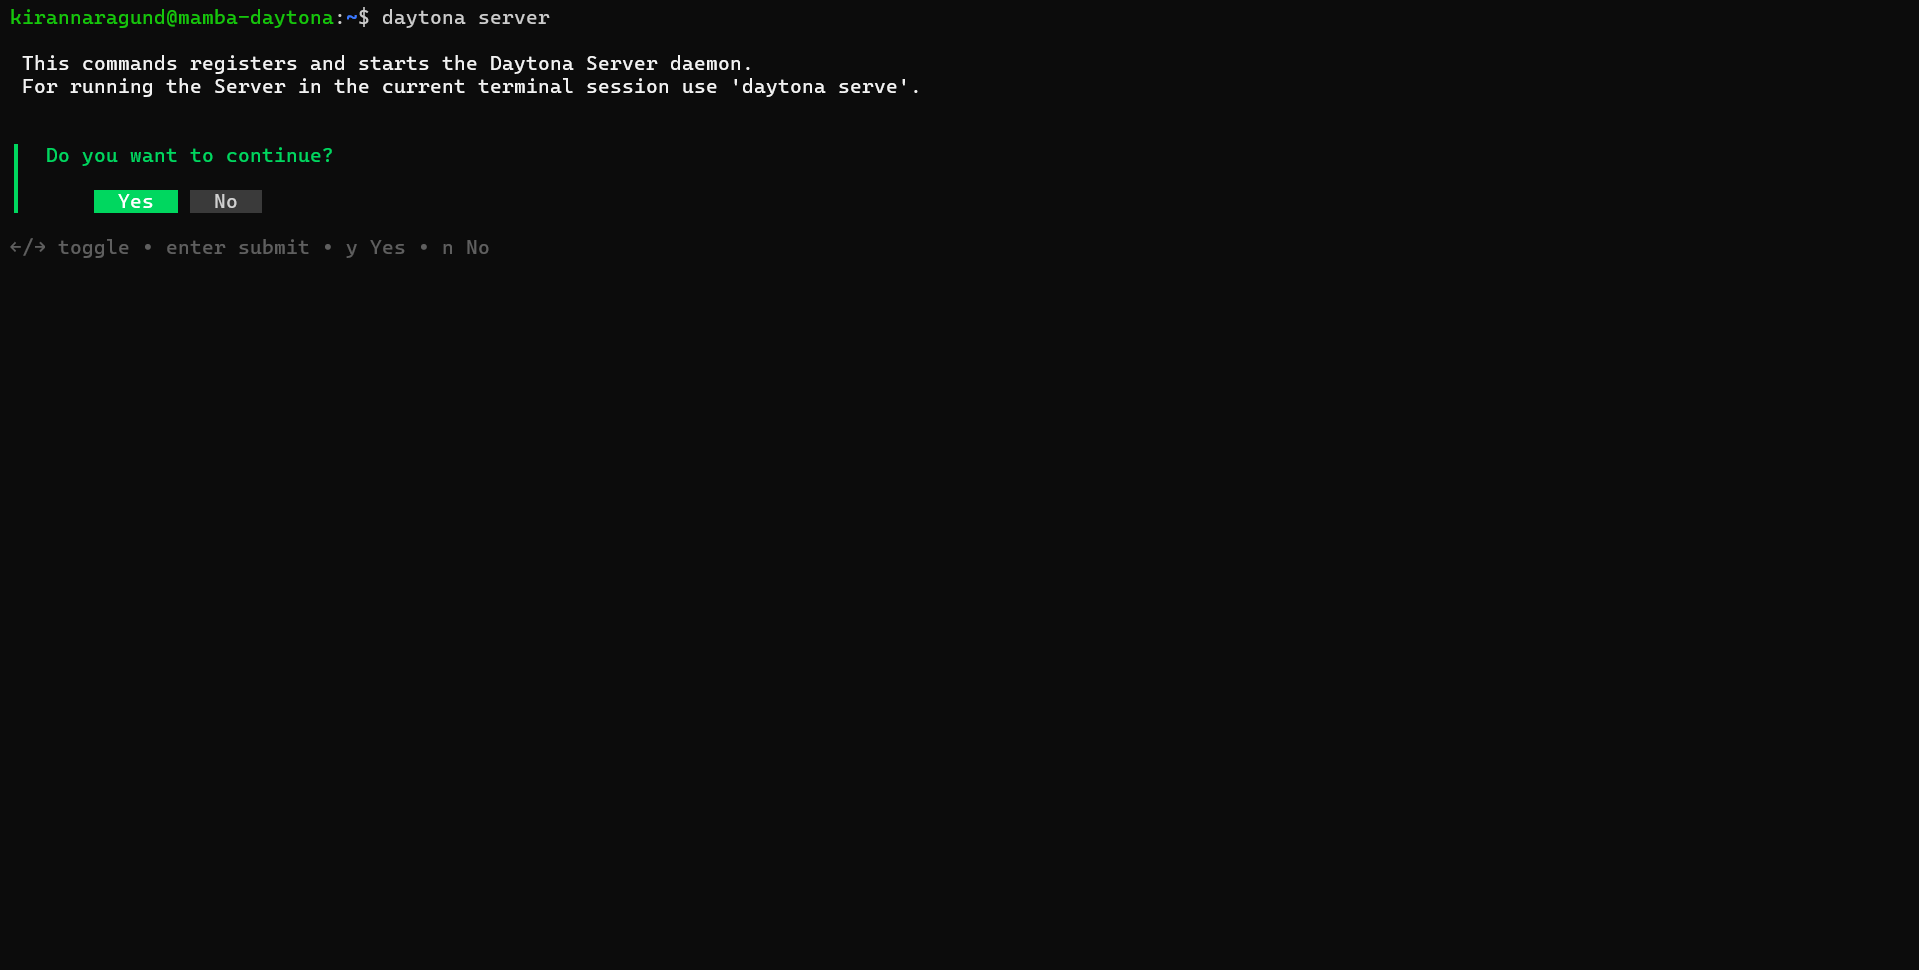 kirannaragund@mamba-daytona:~$ daytona server
This commands registers and starts the Daytona Server daemon.
For running the Server in the current terminal session use 'daytona serve'.
Do you want to continue?
Yes No
←/→ toggle • enter submit • y Yes • n No